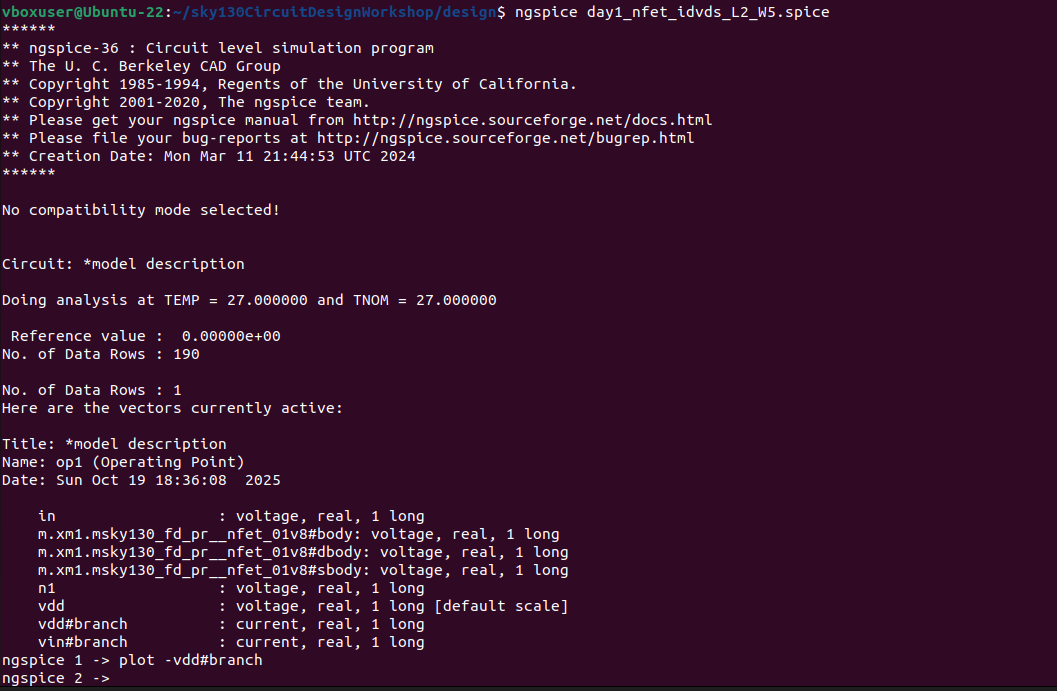 vboxuser@Ubuntu-22:~/sky130CircuitDesignWorkshop/design$ ngspice day1_nfet_idvds_L2_W5.spice
******
** ngspice-36 : Circuit level simulation program
** The U. C. Berkeley CAD Group
** Copyright 1985-1994, Regents of the University of California.
** Copyright 2001-2020, The ngspice team.
** Please get your ngspice manual from http://ngspice.sourceforge.net/docs.html
** Please file your bug-reports at http://ngspice.sourceforge.net/bugrep.html
** Creation Date: Mon Mar 11 21:44:53 UTC 2024
******
No compatibility mode selected!
Circuit: *model description
Doing analysis at TEMP = 27.000000 and TNOM = 27.000000
Reference value :  0.00000e+00
No. of Data Rows : 190
No. of Data Rows : 1
Here are the vectors currently active:
Title: *model description
Name: op1 (Operating Point)
Date: Sun Oct 19 18:36:08  2025
in                  : voltage, real, 1 long
m.xm1.msky130_fd_pr__nfet_01v8#body: voltage, real, 1 long
m.xm1.msky130_fd_pr__nfet_01v8#dbody: voltage, real, 1 long
m.xm1.msky130_fd_pr__nfet_01v8#sbody: voltage, real, 1 long
n1                  : voltage, real, 1 long
vdd                 : voltage, real, 1 long [default scale]
vdd#branch          : current, real, 1 long
vin#branch          : current, real, 1 long
ngspice 1 -> plot -vdd#branch
ngspice 2 ->